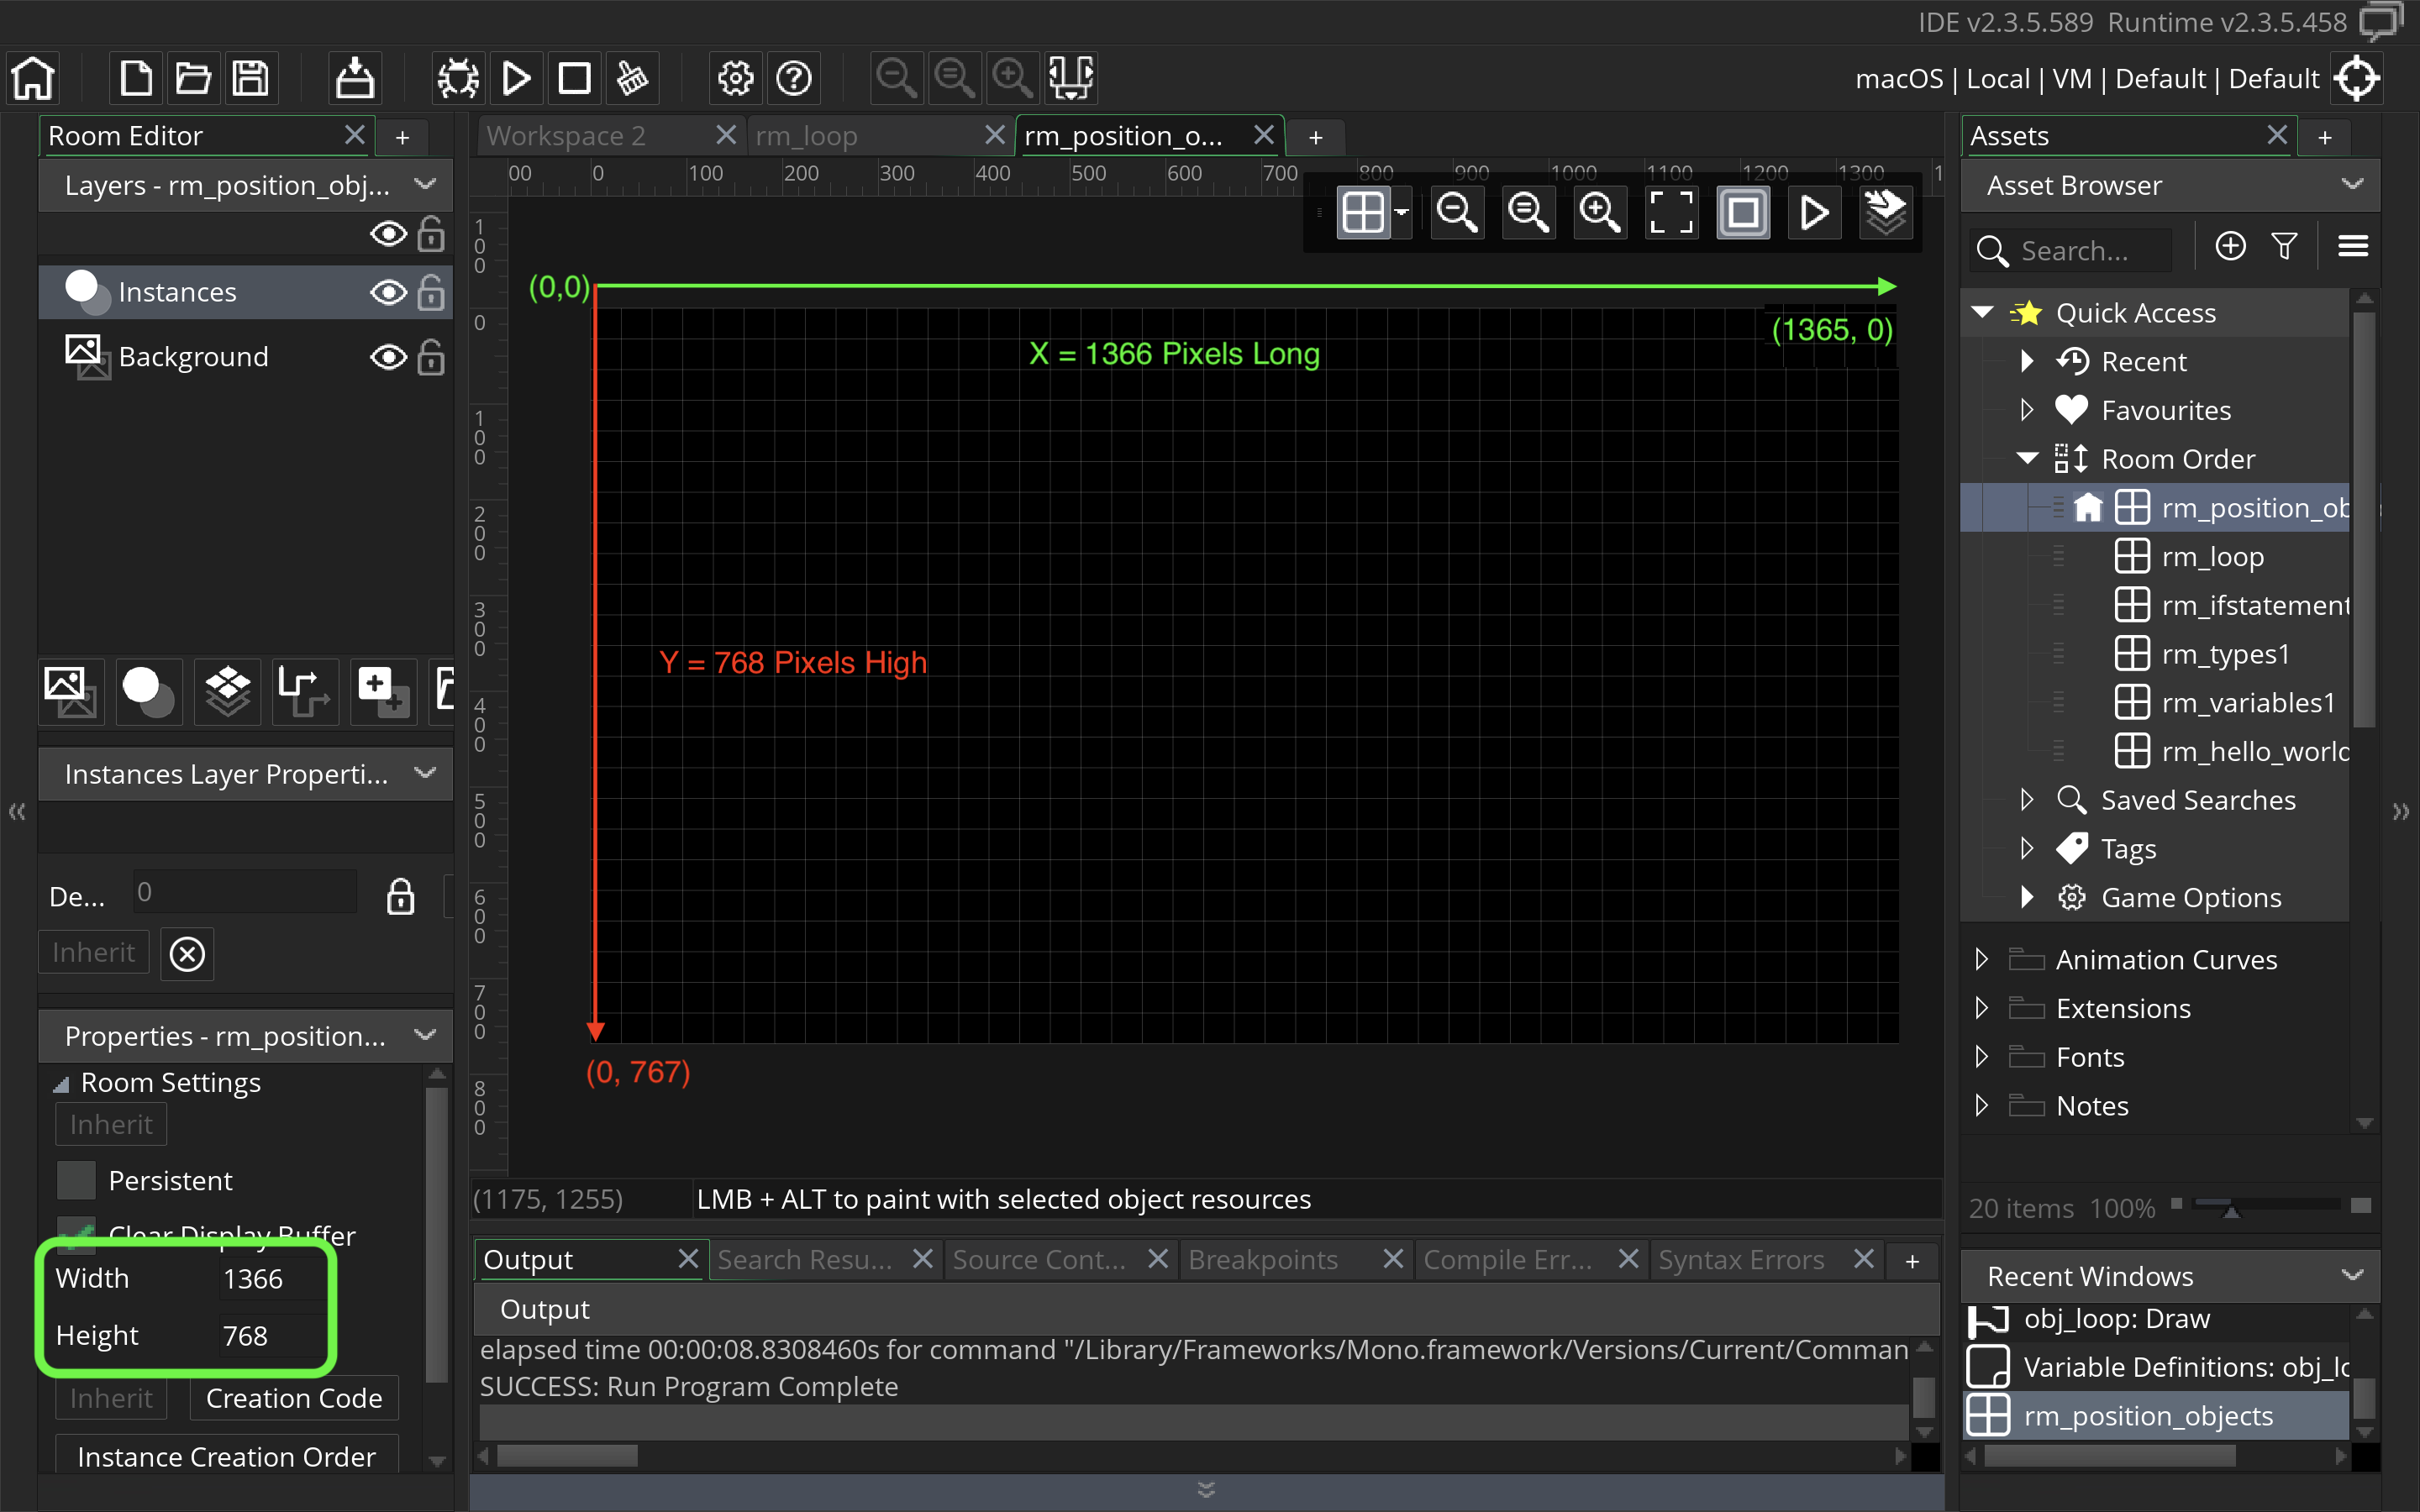 IDE v2.3.5.589 Runtime v2.3.5.458
macOS | Local | VM | Default | Default
Room Editor
+
Layers - rm_position_obj...
Instances
Background
Instances Layer Properti...
De...
0
Inherit
Properties - rm_position...
Room Settings
Inherit
Persistent
Clear Display Buffer
Width 1366
Height 768
Inherit
Creation Code
Instance Creation Order
Workspace 2
rm_loop
rm_position_o...
+
00 0 100 200 300 400 500 600 700 800 900 1000 1100 1200 1300 1
100
0
100
200
300
400
500
600
700
800
(0,0)
(1365, 0)
X = 1366 Pixels Long
Y = 768 Pixels High
(0, 767)
(1175, 1255)
LMB + ALT to paint with selected object resources
Output
Search Resu...
Source Cont...
Breakpoints
Compile Err...
Syntax Errors
+
Output
elapsed time 00:00:08.8308460s for command "/Library/Frameworks/Mono.framework/Versions/Current/Comman
SUCCESS: Run Program Complete
Assets
+
Asset Browser
Search...
Quick Access
Recent
Favourites
Room Order
rm_position_ob
rm_loop
rm_ifstatement
rm_types1
rm_variables1
rm_hello_world
Saved Searches
Tags
Game Options
Animation Curves
Extensions
Fonts
Notes
20 items 100%
Recent Windows
obj_loop: Draw
Variable Definitions: obj_lo
rm_position_objects